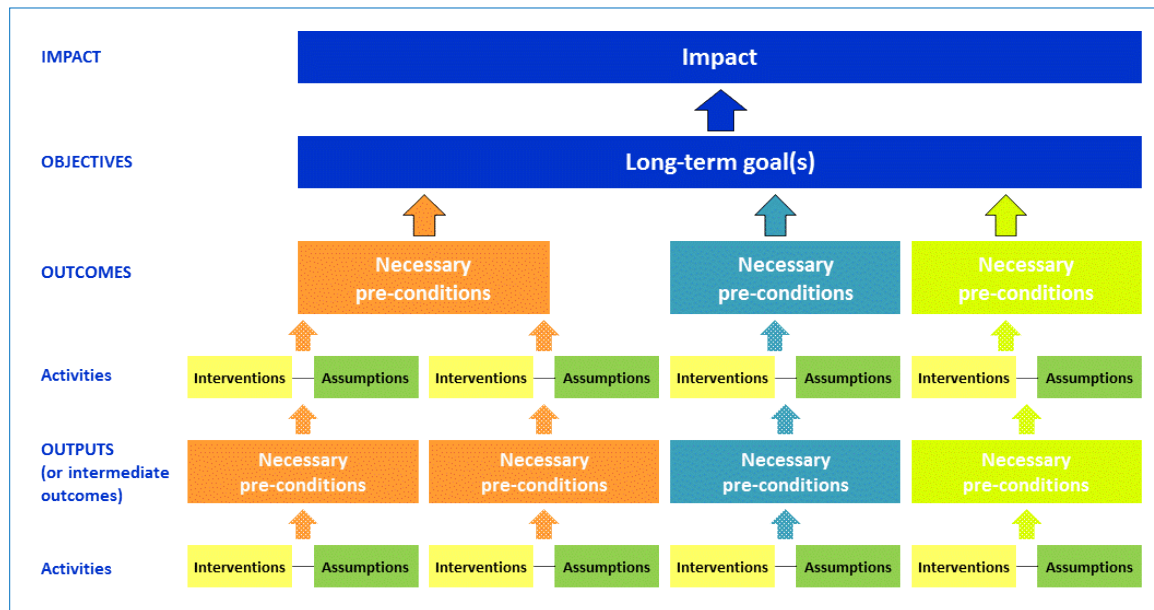 IMPACT
Impact
OBJECTIVES
Long-term goal(s)
OUTCOMES
Necessary
pre-conditions
Necessary
pre-conditions
Necessary
pre-conditions
Activities
Interventions
Assumptions
Interventions
Assumptions
Interventions
Assumptions
Interventions
Assumptions
OUTPUTS
(or intermediate
outcomes)
Necessary
pre-conditions
Necessary
pre-conditions
Necessary
pre-conditions
Necessary
pre-conditions
Activities
Interventions
Assumptions
Interventions
Assumptions
Interventions
Assumptions
Interventions
Assumptions